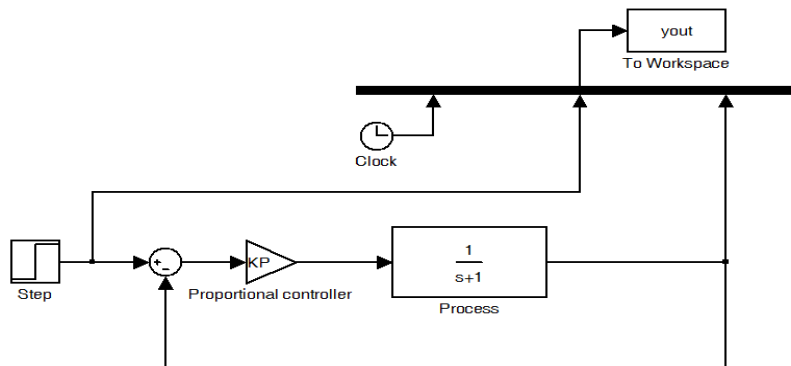 yout
To Workspace
Clock
Step
+
-
KP
Proportional controller
1
s+1
Process